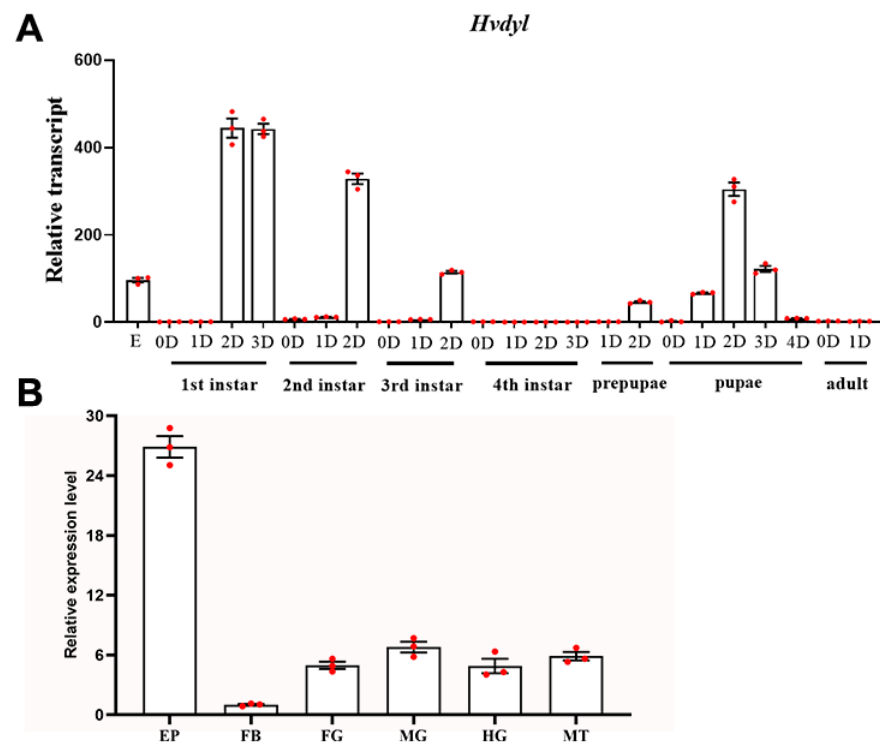 A
Hvdyl
Relative transcript
600
400
200
0
E 0D 1D 2D 3D 0D 1D 2D 0D 1D 2D 0D 1D 2D 3D 1D 2D 0D 1D 2D 3D 4D 0D 1D
1st instar 2nd instar 3rd instar 4th instar prepupae pupae adult
B
Relative expression level
30
24
18
12
6
0
EP FB FG MG HG MT